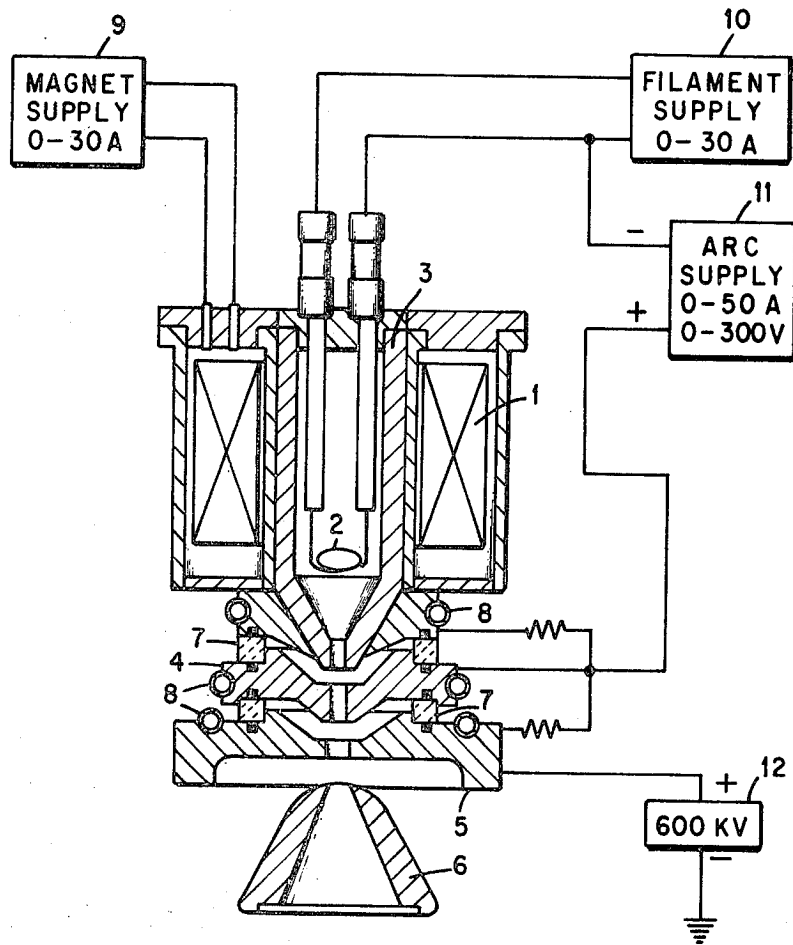 9
MAGNET
SUPPLY
0-30A
10
FILAMENT
SUPPLY
0-30 A
11
ARC
SUPPLY
0-50 A
0-300V
-
+
3
1
2
8
7
4
8
7
5
6
+
12
600 KV
-